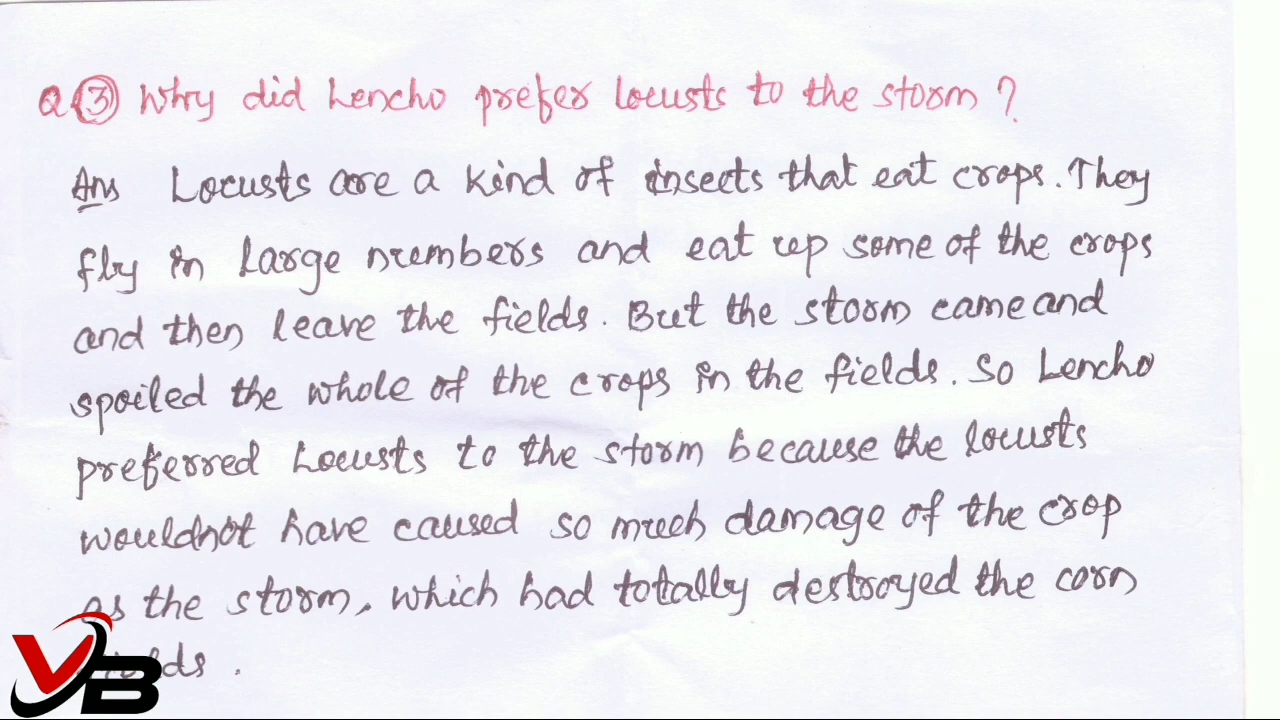 Q (3) Why did Lencho prefer locusts to the storm ?
Ans Locusts are a kind of insects that eat crops. They
fly in large numbers and eat up some of the crops
and then leave the fields. But the storm came and
spoiled the whole of the crops in the fields. So Lencho
preferred Locusts to the storm because the locusts
wouldnot have caused so much damage of the crop
as the storm, which had totally destroyed the corn
VB